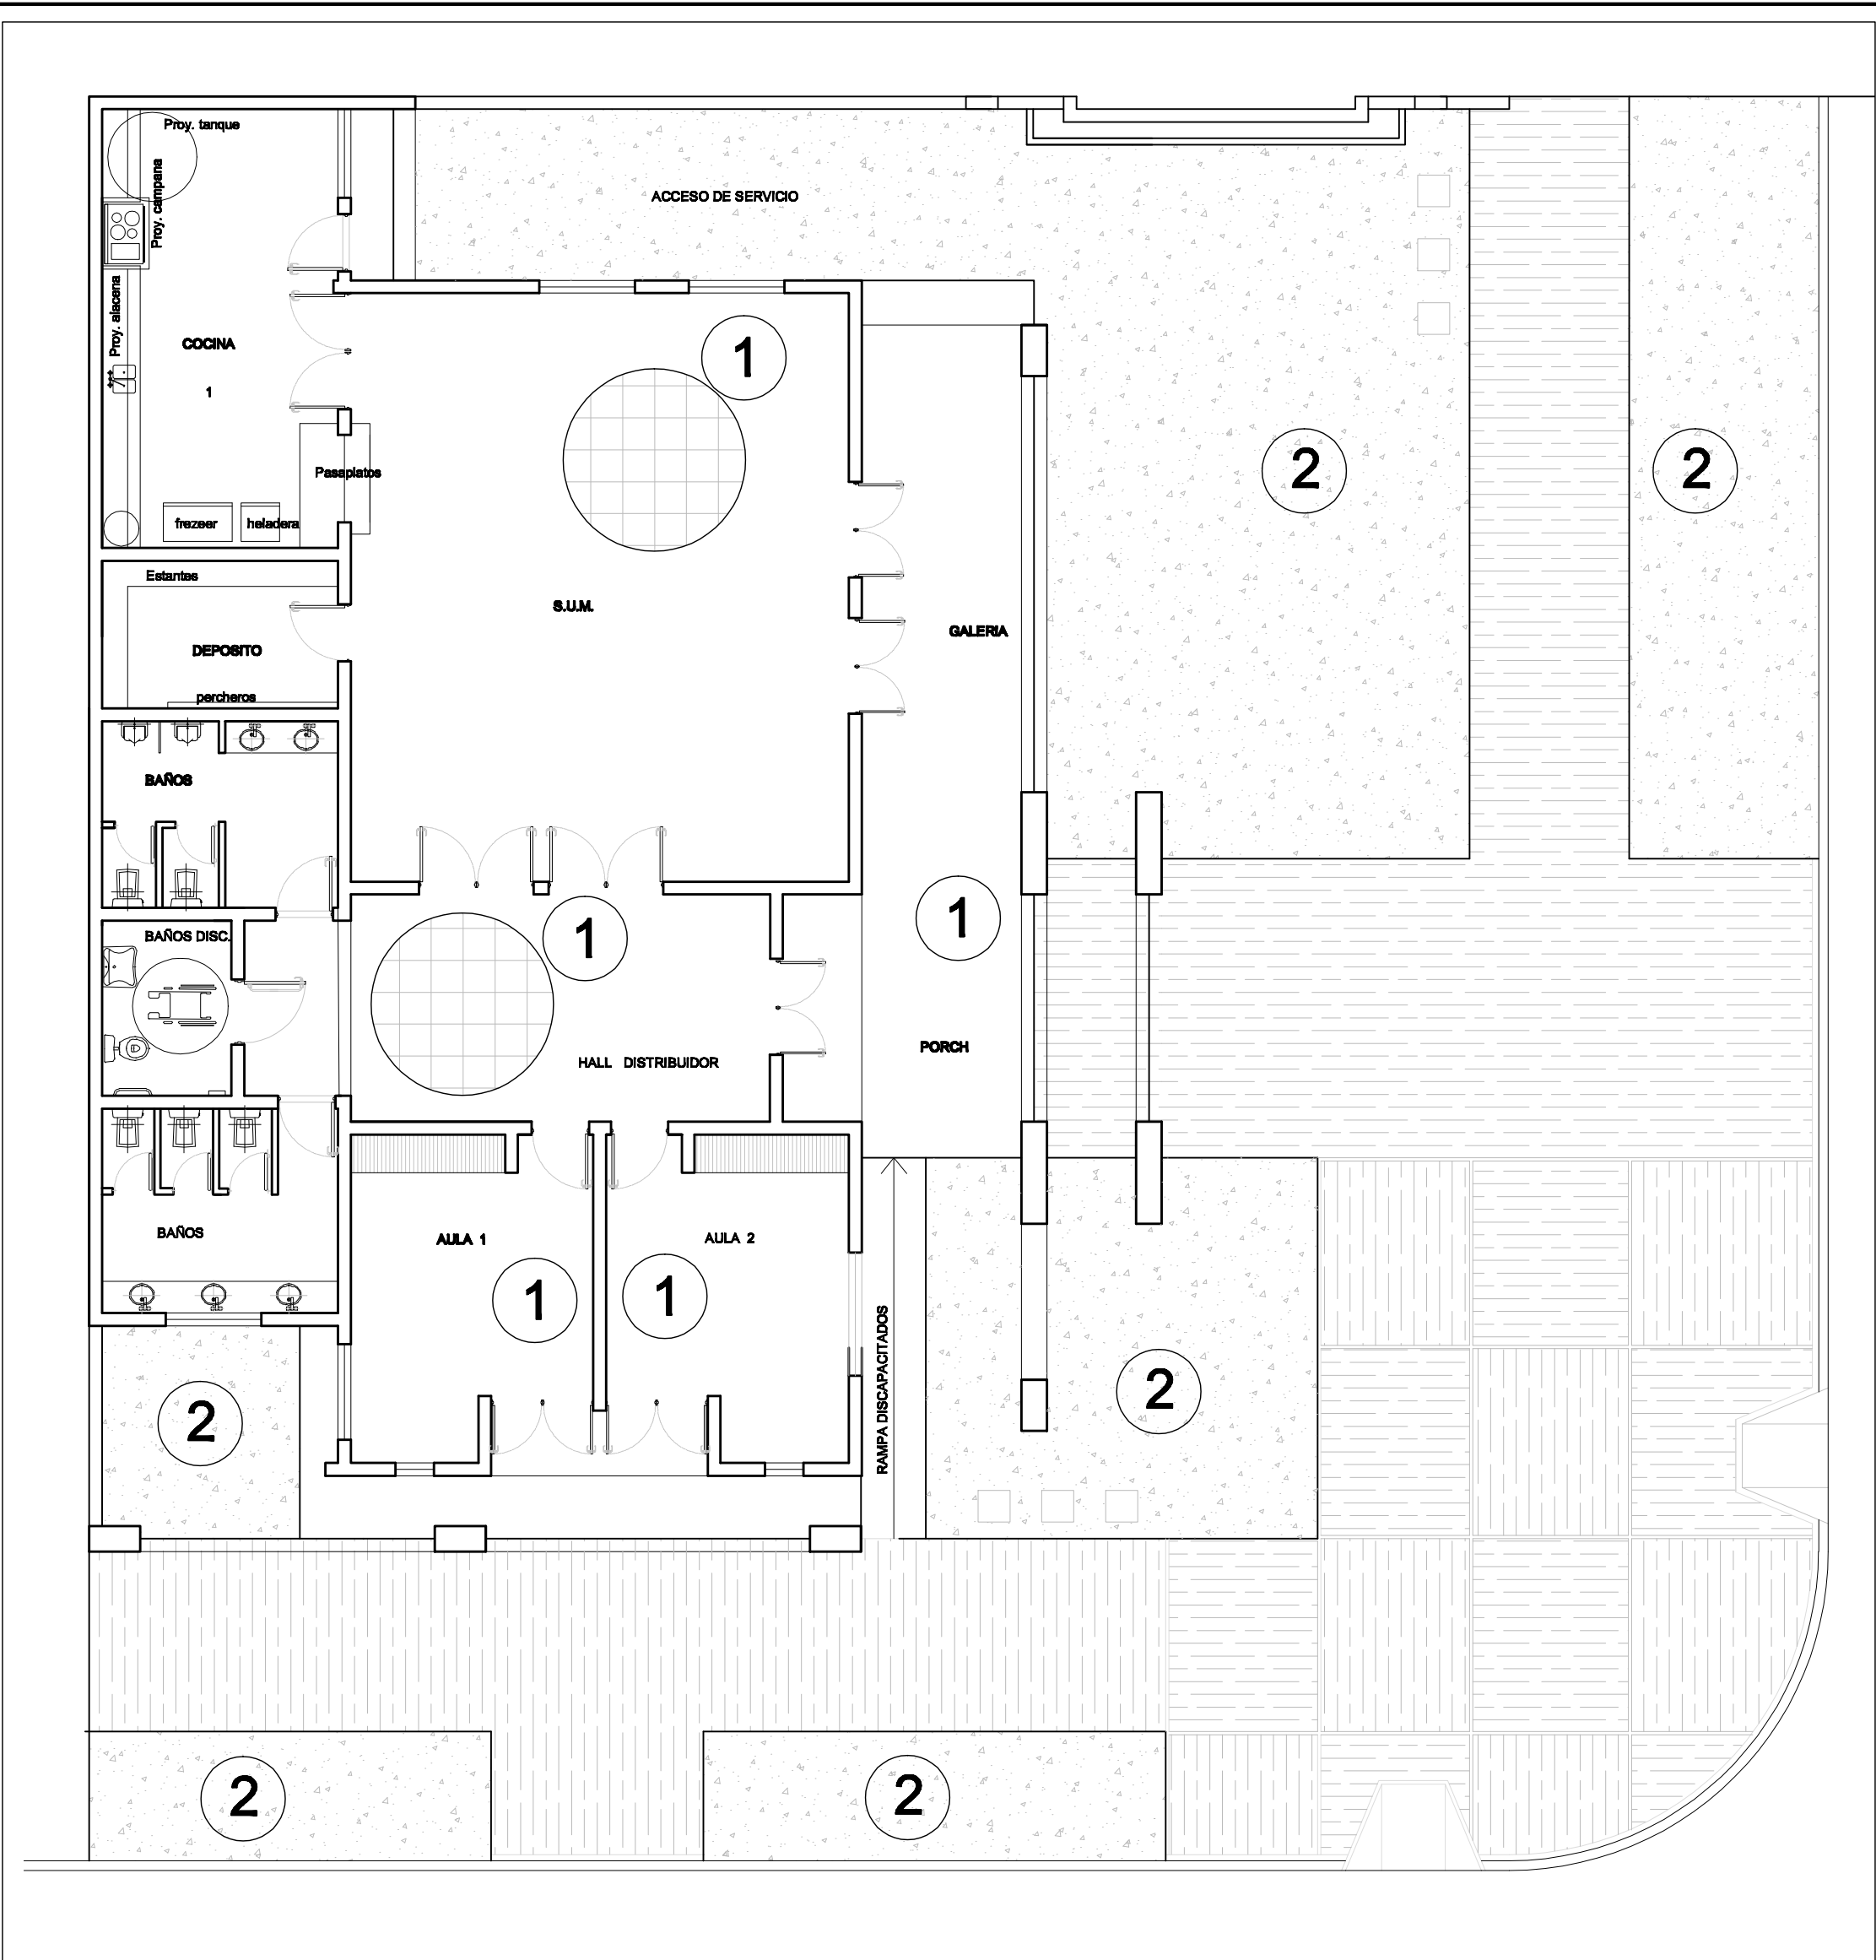 Proy. tanque
Proy. campana
ACCESO DE SERVICIO
Proy. alacena
COCINA
1
1
Pasaplatos
2
2
frezeer
heladera
Estantes
S.U.M.
GALERIA
DEPOSITO
percheros
BAÑOS
1
1
BAÑOS DISC.
PORCH
HALL DISTRIBUIDOR
BAÑOS
AULA 1
AULA 2
1
1
RAMPA DISCAPACITADOS
2
2
2
2